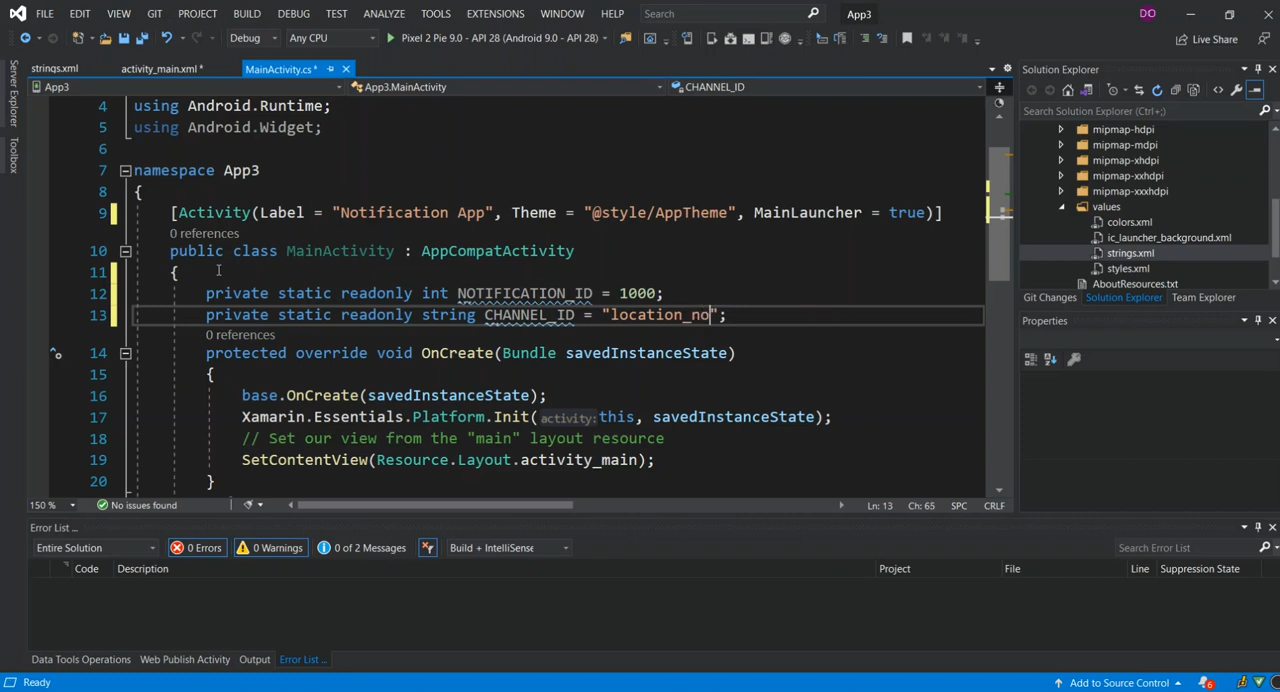 FILE EDIT VIEW GIT PROJECT BUILD DEBUG TEST ANALYZE TOOLS EXTENSIONS WINDOW HELP Search App3 DO
Debug Any CPU Pixel 2 Pie 9.0 - API 28 (Android 9.0 - API 28) Live Share
Server Explorer
Toolbox
strings.xml activity_main.xml* MainActivity.cs*
App3 App3.MainActivity CHANNEL_ID
4 using Android.Runtime;
5 using Android.Widget;
6
7 namespace App3
8 {
9 [Activity(Label = "Notification App", Theme = "@style/AppTheme", MainLauncher = true)]
0 references
10 public class MainActivity : AppCompatActivity
11 {
12 private static readonly int NOTIFICATION_ID = 1000;
13 private static readonly string CHANNEL_ID = "location_no";
0 references
14 protected override void OnCreate(Bundle savedInstanceState)
15 {
16 base.OnCreate(savedInstanceState);
17 Xamarin.Essentials.Platform.Init(activity: this, savedInstanceState);
18 // Set our view from the "main" layout resource
19 SetContentView(Resource.Layout.activity_main);
20 }
150 % No issues found Ln: 13 Ch: 65 SPC CRLF
Solution Explorer
Search Solution Explorer (Ctrl+;)
mipmap-hdpi
mipmap-mdpi
mipmap-xhdpi
mipmap-xxhdpi
mipmap-xxxhdpi
values
colors.xml
ic_launcher_background.xml
strings.xml
styles.xml
AboutResources.txt
Git Changes Solution Explorer Team Explorer
Properties
Error List ...
Entire Solution 0 Errors 0 Warnings 0 of 2 Messages Build + IntelliSense Search Error List
Code Description Project File Line Suppression State
Data Tools Operations Web Publish Activity Output Error List ...
Ready Add to Source Control 6